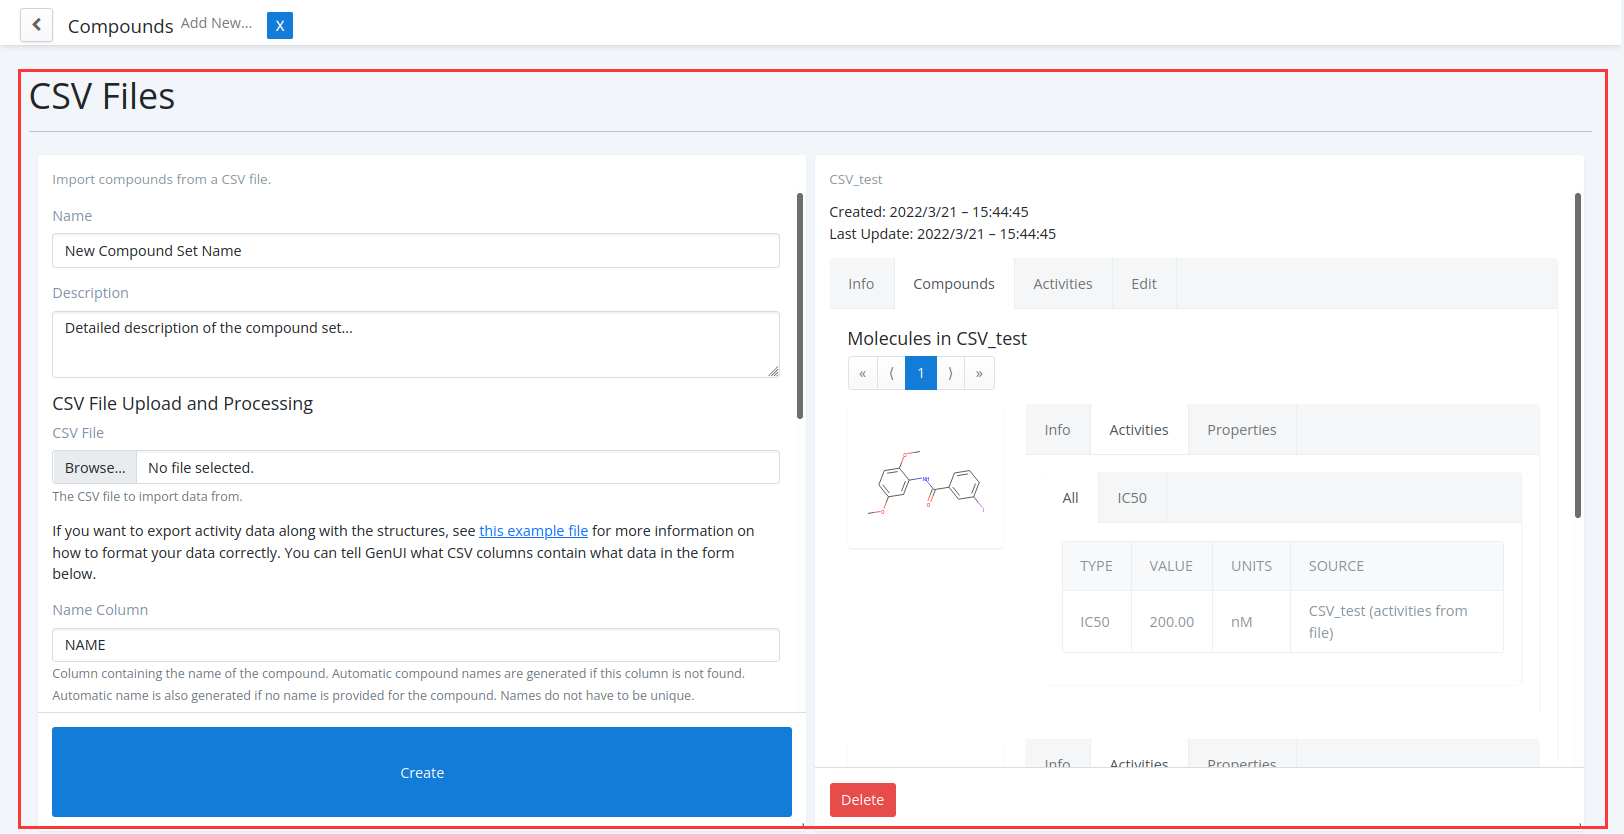 Compounds Add New... X
CSV Files
Import compounds from a CSV file.
Name
New Compound Set Name
Description
Detailed description of the compound set...
CSV File Upload and Processing
CSV File
Browse... No file selected.
The CSV file to import data from.
If you want to export activity data along with the structures, see this example file for more information on
how to format your data correctly. You can tell GenUI what CSV columns contain what data in the form
below.
Name Column
NAME
Column containing the name of the compound. Automatic compound names are generated if this column is not found.
Automatic name is also generated if no name is provided for the compound. Names do not have to be unique.
Create
CSV_test
Created: 2022/3/21 – 15:44:45
Last Update: 2022/3/21 – 15:44:45
Info Compounds Activities Edit
Molecules in CSV_test
« ⟨ 1 ⟩ »
O NH O O I
Info Activities Properties
All IC50
TYPE VALUE UNITS SOURCE
IC50 200.00 nM CSV_test (activities from
file)
Info Activities Properties
Delete